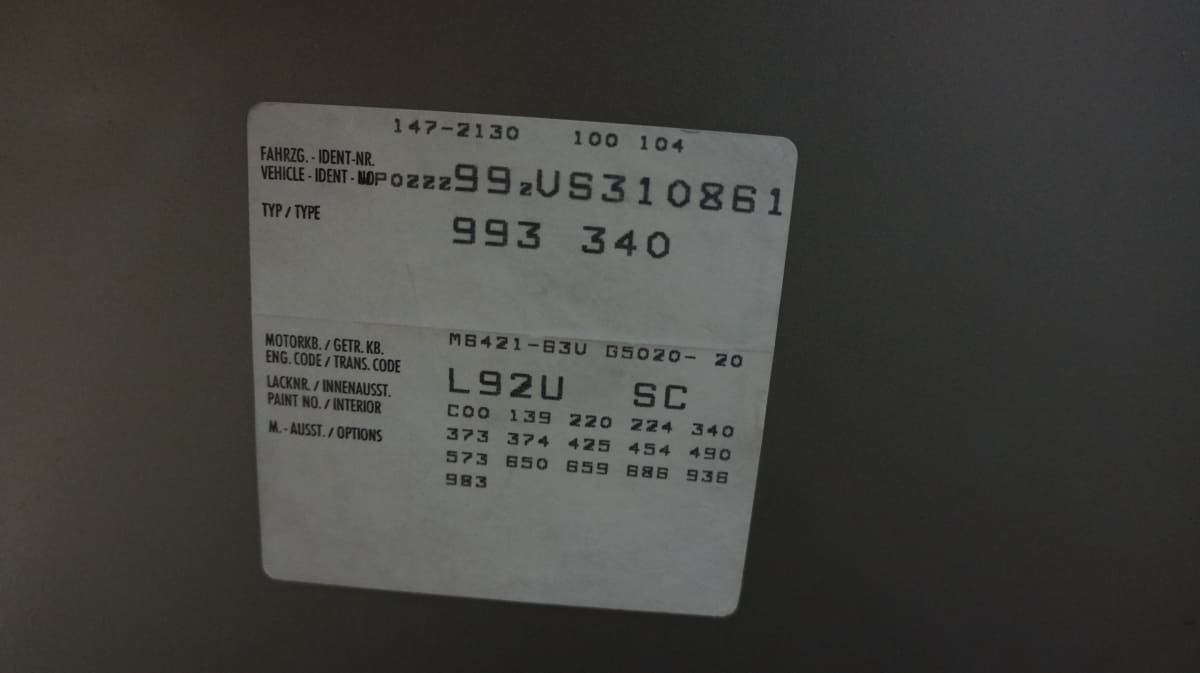 147-2130 100 104
FAHRZG.-IDENT-NR.
VEHICLE-IDENT-NO P0ZZZ99ZVS310861
TYP / TYPE 993 340
MOTORKB. / GETR. KB. M6421-63U G5020- 20
ENG. CODE / TRANS. CODE
LACKNR. / INNENAUSST. L92U SC
PAINT NO. / INTERIOR C00 139 220 224 340
M.-AUSST. / OPTIONS 373 374 425 454 490
573 650 659 686 936
983